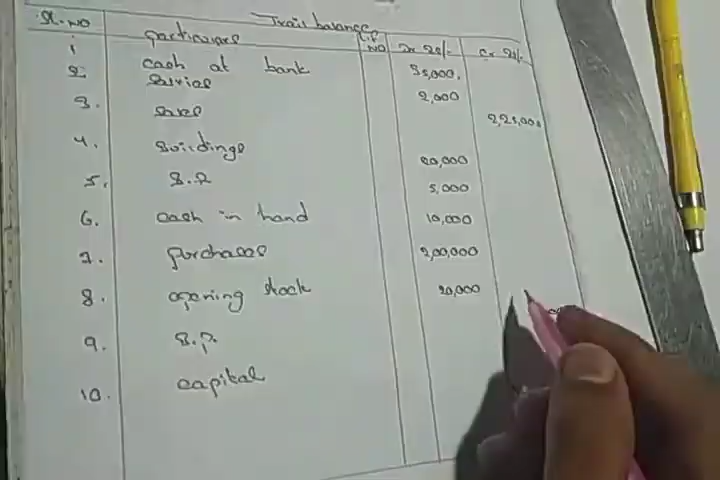 Sl.NO Trail balance
particulars L.F NO Dr Rs/- Cr Rs/-
1 cash at bank 35,000.
2. salries 2,000
3. sales 2,25,000
4. Buildings 20,000
5. B.R 5,000
6. cash in hand 10,000
7. purchases 2,00,000
8. opening stock 20,000
9. B.P.
10. capital